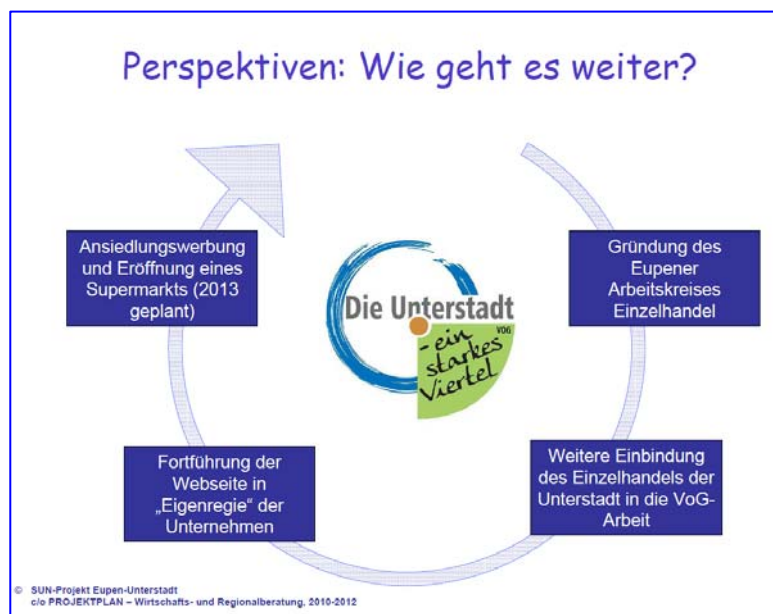 Perspektiven: Wie geht es weiter?
Ansiedlungswerbung
und Eröffnung eines
Supermarkts (2013
geplant)
Gründung des
Eupener
Arbeitskreises
Einzelhandel
Die Unterstadt
VOG
- ein
starkes
Viertel
Fortführung der
Webseite in
„Eigenregie“ der
Unternehmen
Weitere Einbindung
des Einzelhandels der
Unterstadt in die VoG-
Arbeit
© SUN-Projekt Eupen-Unterstadt
c/o PROJEKTPLAN – Wirtschafts- und Regionalberatung, 2010-2012